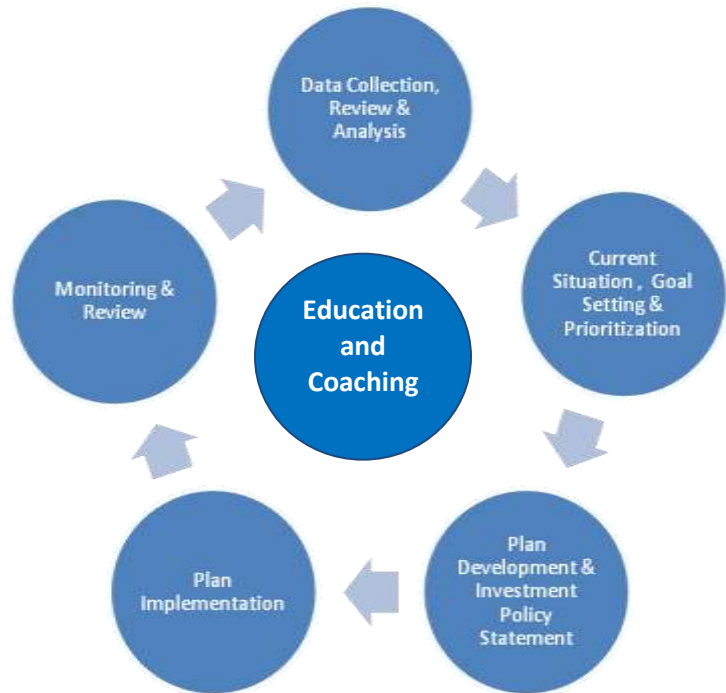 Data Collection,
Review &
Analysis
Current
Situation , Goal
Setting &
Prioritization
Plan
Development &
Investment
Policy
Statement
Plan
Implementation
Monitoring &
Review
Education
and
Coaching